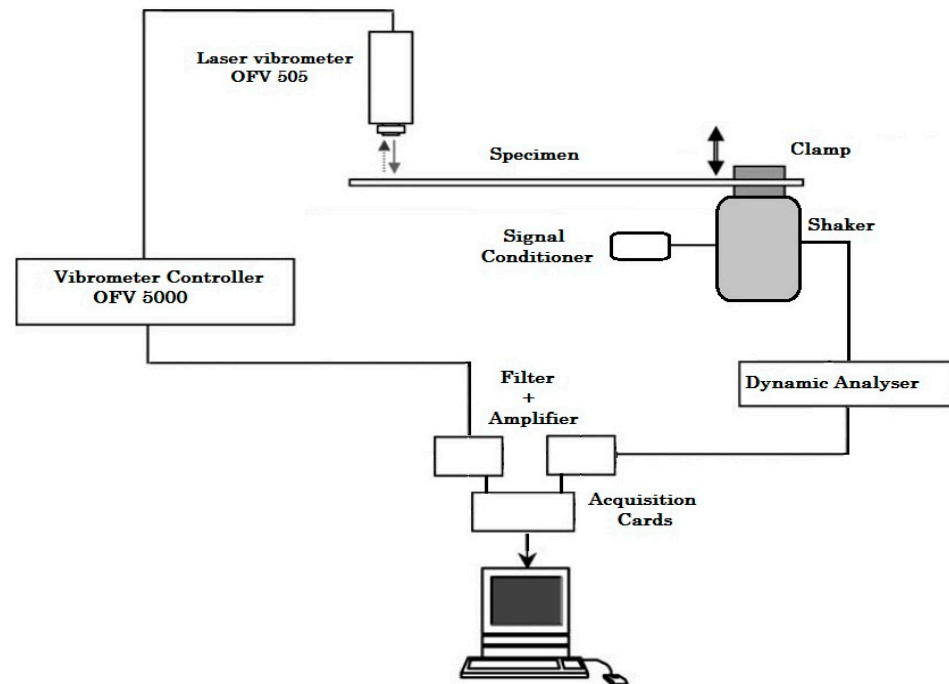 Laser vibrometer
OFV 505
Specimen
Clamp
Shaker
Signal
Conditioner
Vibrometer Controller
OFV 5000
Dynamic Analyser
Filter
+
Amplifier
Acquisition
Cards